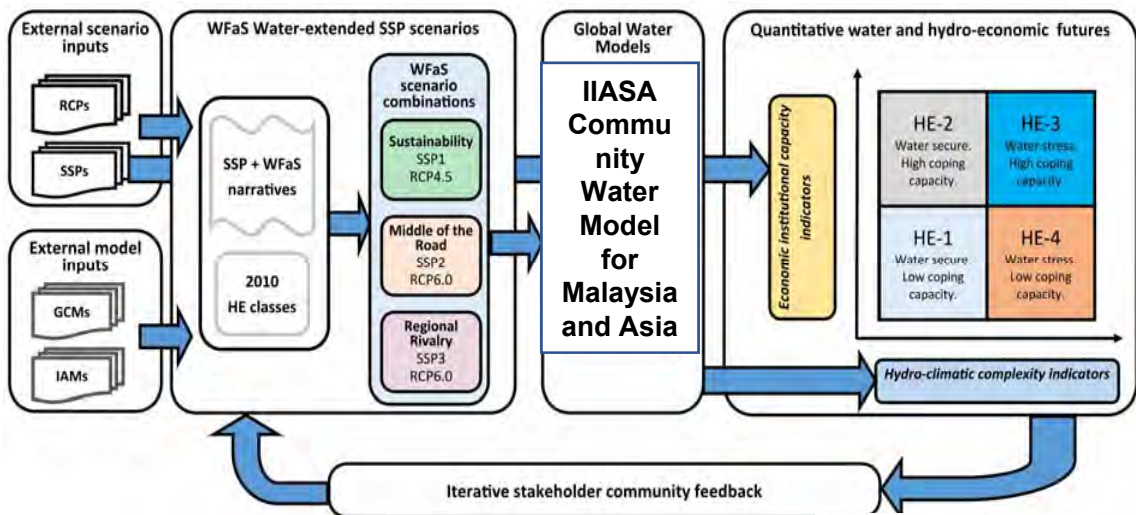 External scenario
inputs
RCPs
SSPs
External model
inputs
GCMs
IAMs
WFaS Water-extended SSP scenarios
SSP + WFaS
narratives
2010
HE classes
WFaS
scenario
combinations
Sustainability
SSP1
RCP4.5
Middle of the
Road
SSP2
RCP6.0
Regional
Rivalry
SSP3
RCP6.0
Global Water
Models
IIASA
Commu
nity
Water
Model
for
Malaysia
and Asia
Quantitative water and hydro-economic futures
Economic institutional capacity
indicators
HE-2
Water secure.
High coping
capacity.
HE-3
Water stress.
High coping
capacity
HE-1
Water secure
Low coping
capacity.
HE-4
Water stress.
Low coping
capacity.
Hydro-climatic complexity indicators
Iterative stakeholder community feedback